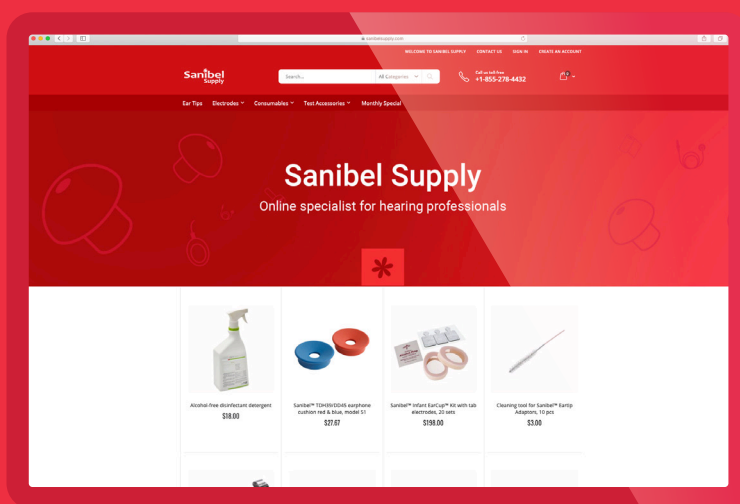 sanibelsupply.com
WELCOME TO SANIBEL SUPPLY CONTACT US SIGN IN CREATE AN ACCOUNT
Sanibel
Supply
Search...
All Categories
Call us toll free
+1-855-278-4432
0
Ear Tips Electrodes Consumables Test Accessories Monthly Special
Sanibel Supply
Online specialist for hearing professionals
Alcohol-free disinfectant detergent
$18.00
Sanibel™ TDH39/DD45 earphone
cushion red & blue, model 51
$27.67
Sanibel™ Infant EarCup™ Kit with tab
electrodes, 20 sets
$198.00
Cleaning tool for Sanibel™ Eartip
Adaptors, 10 pcs
$3.00